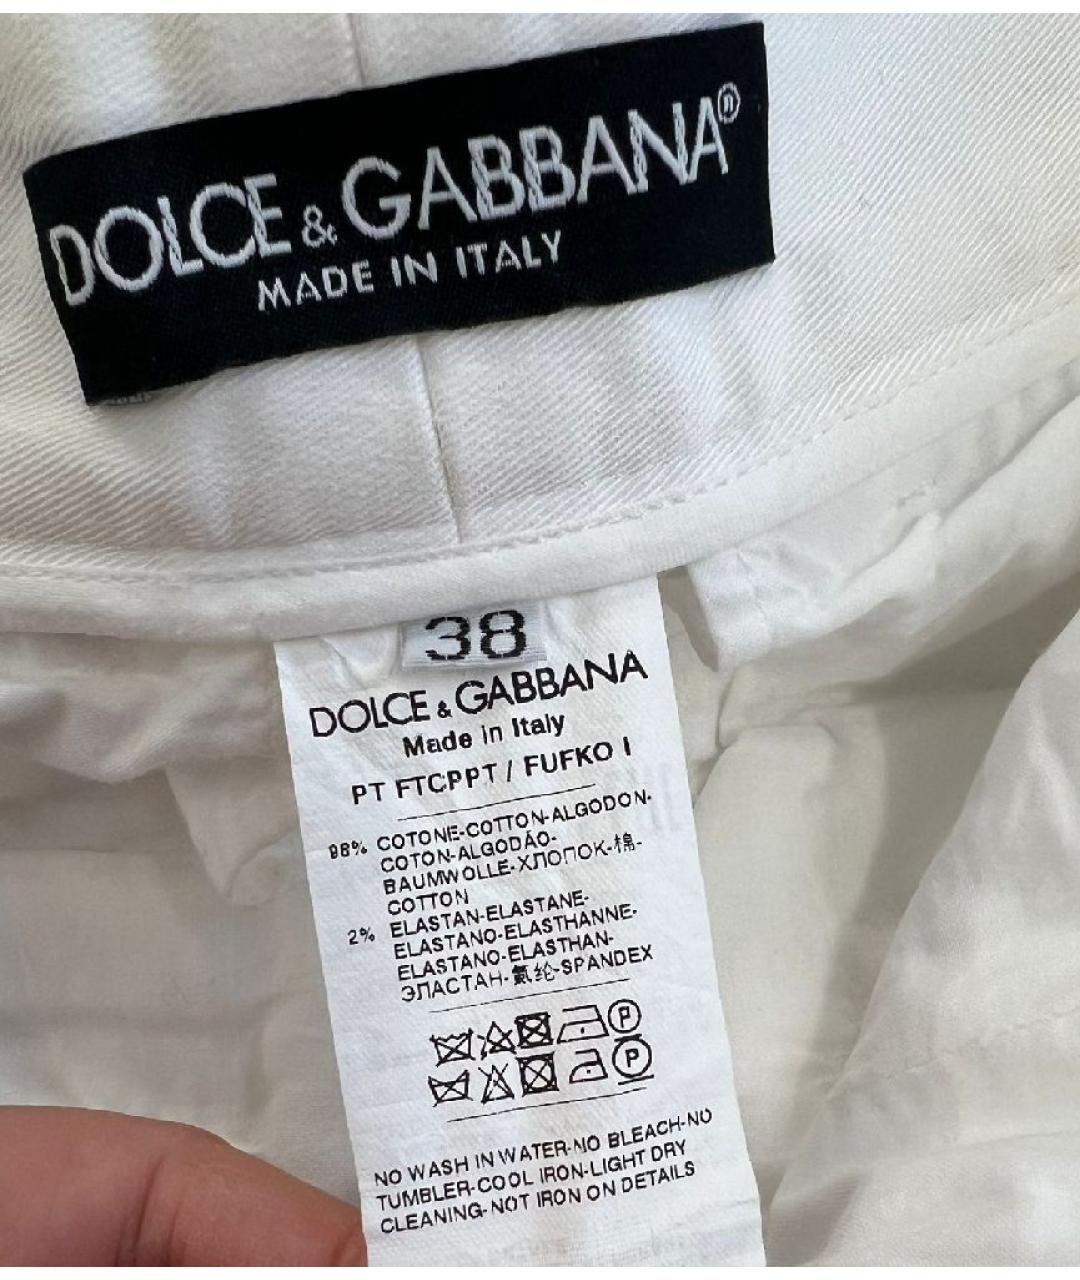 DOLCE & GABBANA®
MADE IN ITALY
38
DOLCE & GABBANA
Made in Italy
PT FTCPPT / FUFKO I
98% COTONE-COTTON-ALGODON-
COTON-ALGODÃO-
BAUMWOLLE-ХЛОПОК-棉-
COTTON
2% ELASTAN-ELASTANE-
ELASTANO-ELASTHANNE-
ELASTANO-ELASTHAN-
ЭЛАСТАН-氨纶-SPANDEX
P
P
NO WASH IN WATER-NO BLEACH-NO
TUMBLER-COOL IRON-LIGHT DRY
CLEANING-NOT IRON ON DETAILS